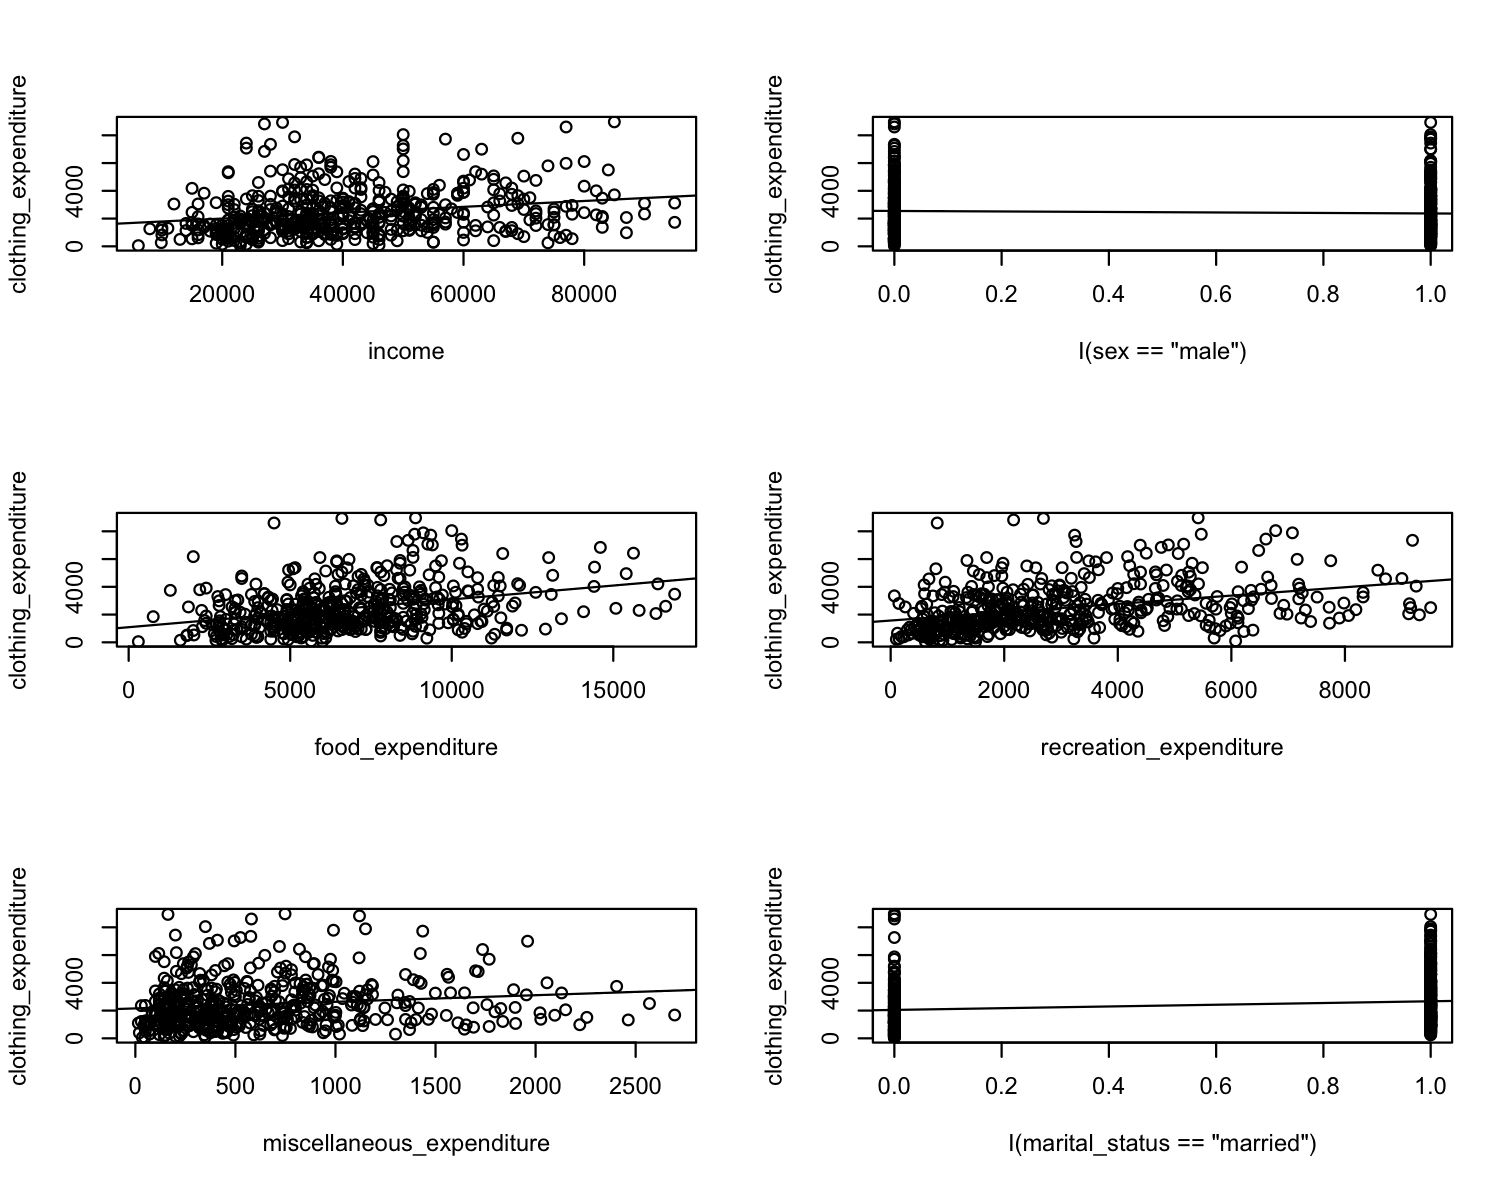 clothing_expenditure
0 4000
20000 40000 60000 80000
income
clothing_expenditure
0 4000
0.0 0.2 0.4 0.6 0.8 1.0
I(sex == "male")
clothing_expenditure
0 4000
0 5000 10000 15000
food_expenditure
clothing_expenditure
0 4000
0 2000 4000 6000 8000
recreation_expenditure
clothing_expenditure
0 4000
0 500 1000 1500 2000 2500
miscellaneous_expenditure
clothing_expenditure
0 4000
0.0 0.2 0.4 0.6 0.8 1.0
I(marital_status == "married")